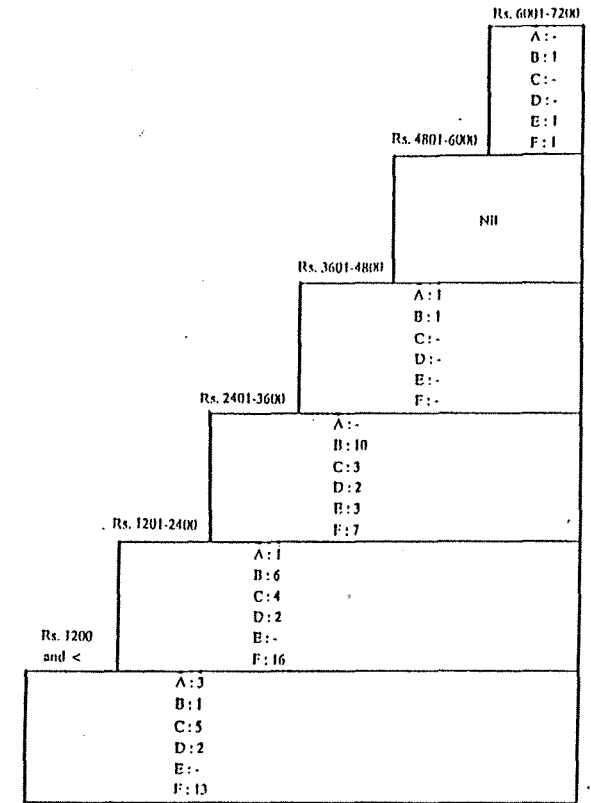 Rs. 6001-7200
A : -
B : 1
C : -
D : -
E : 1
F : 1
Rs. 4801-6000
Nil
Rs. 3601-4800
A : 1
B : 1
C : -
D : -
E : -
F : -
Rs. 2401-3600
A : -
B : 10
C : 3
D : 2
E : 3
F : 7
Rs. 1201-2400
A : 1
B : 6
C : 4
D : 2
E : -
F : 16
Rs. 1200
and <
A : 3
B : 1
C : 5
D : 2
E : -
F : 13